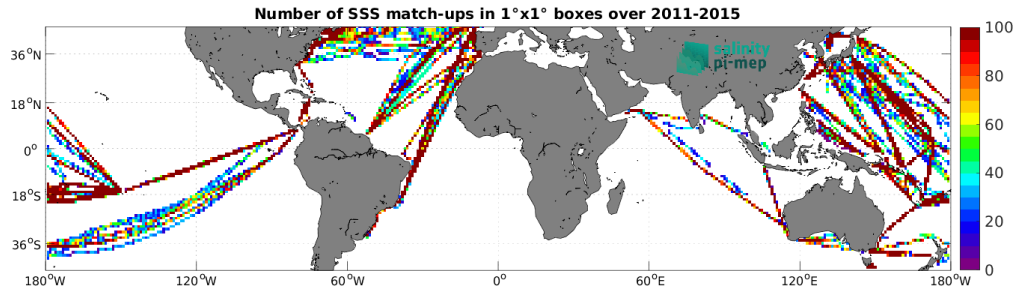 Number of SSS match-ups in 1°x1° boxes over 2011-2015
salinity
pi-mep
36°N
18°N
0°
18°S
36°S
180°W
120°W
60°W
0°
60°E
120°E
180°W
100
80
60
40
20
0